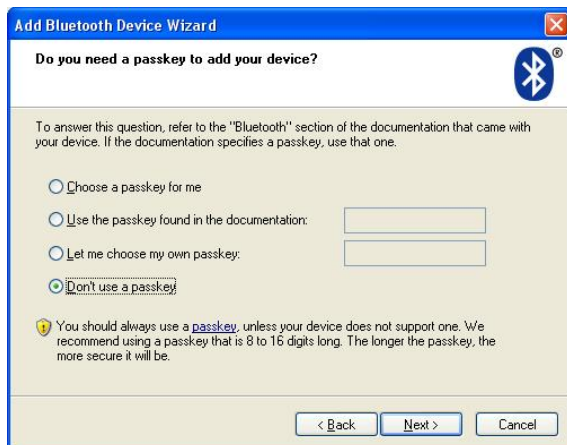 Add Bluetooth Device Wizard
Do you need a passkey to add your device?
®
To answer this question, refer to the "Bluetooth" section of the documentation that came with
your device. If the documentation specifies a passkey, use that one.
Choose a passkey for me
Use the passkey found in the documentation:
Let me choose my own passkey:
Don't use a passkey
You should always use a passkey, unless your device does not support one. We
recommend using a passkey that is 8 to 16 digits long. The longer the passkey, the
more secure it will be.
< Back Next > Cancel